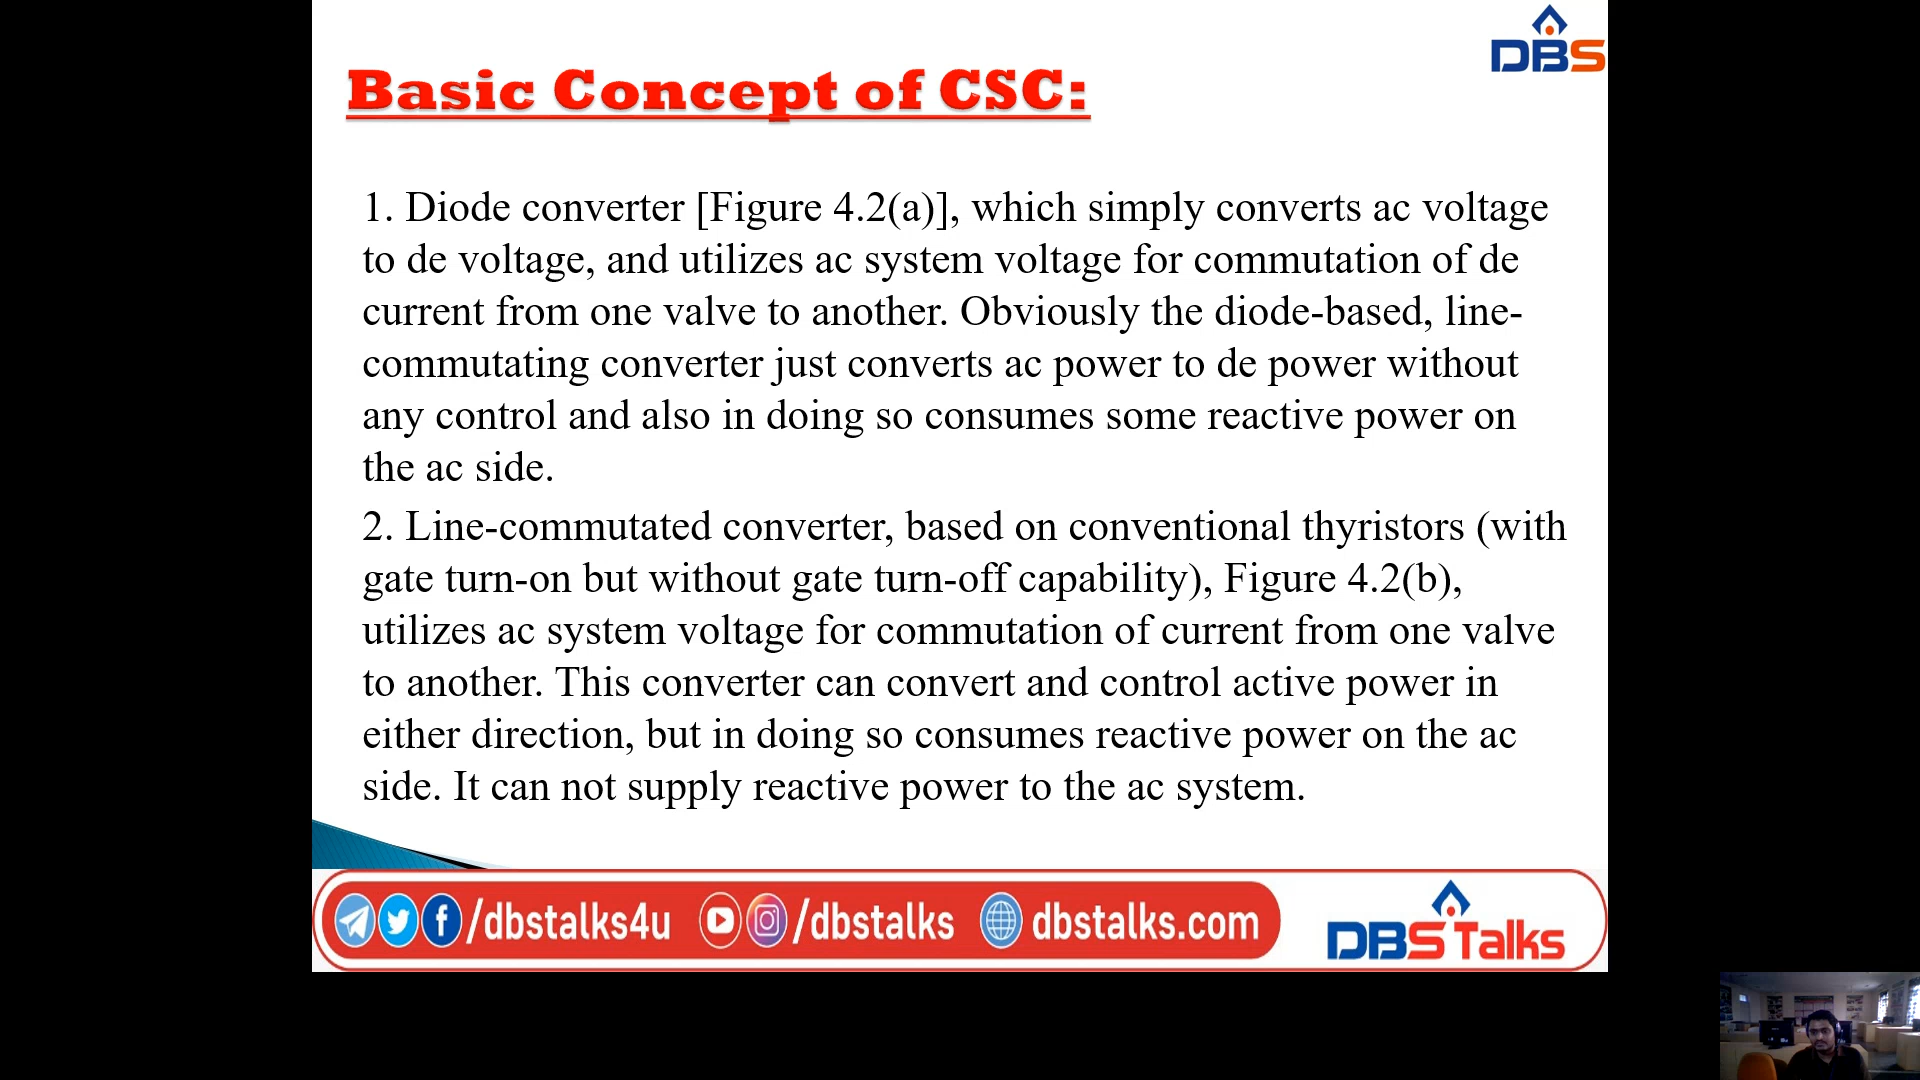 DBS
Basic Concept of CSC:
1. Diode converter [Figure 4.2(a)], which simply converts ac voltage
to de voltage, and utilizes ac system voltage for commutation of de
current from one valve to another. Obviously the diode-based, line-
commutating converter just converts ac power to de power without
any control and also in doing so consumes some reactive power on
the ac side.
2. Line-commutated converter, based on conventional thyristors (with
gate turn-on but without gate turn-off capability), Figure 4.2(b),
utilizes ac system voltage for commutation of current from one valve
to another. This converter can convert and control active power in
either direction, but in doing so consumes reactive power on the ac
side. It can not supply reactive power to the ac system.
/dbstalks4u /dbstalks dbstalks.com DBS Talks